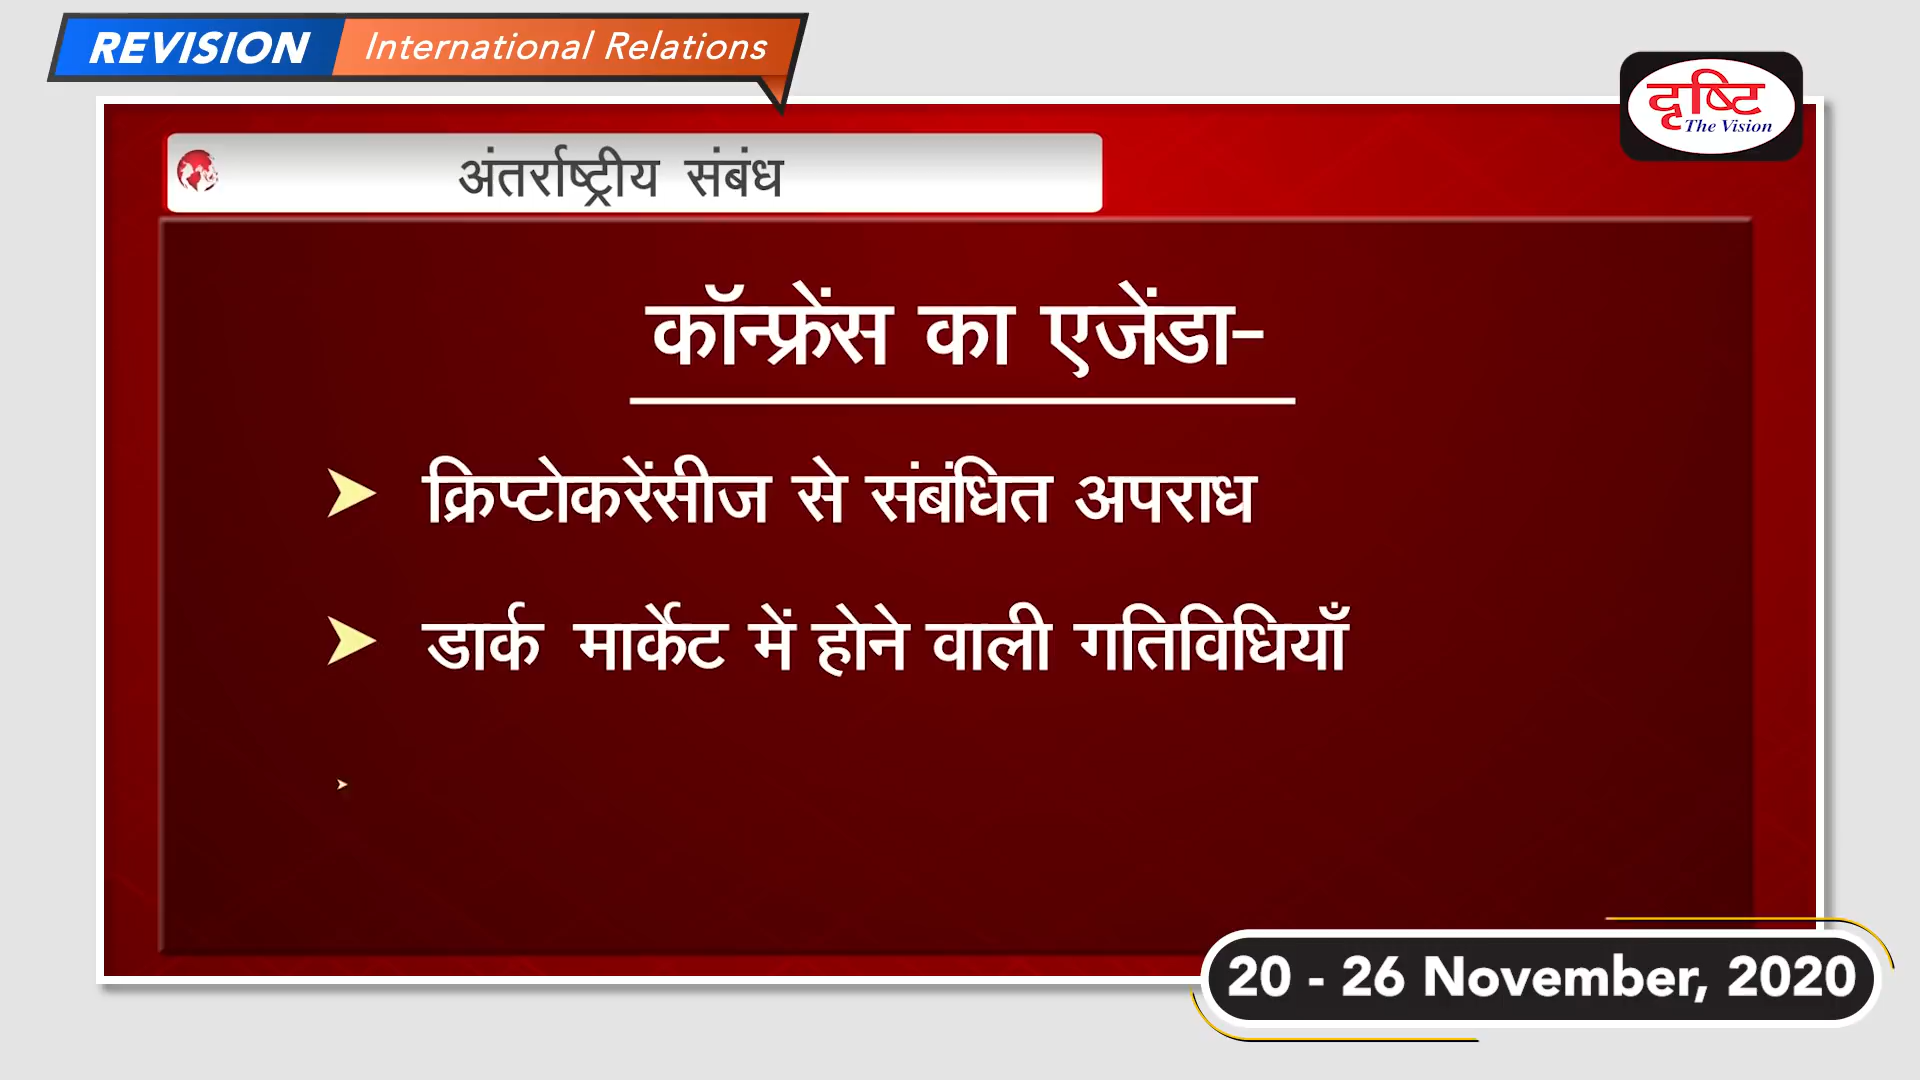 REVISION International Relations
दृष्टि
The Vision
अंतर्राष्ट्रीय संबंध
कॉन्फ्रेंस का एजेंडा-
➤ क्रिप्टोकरेंसीज से संबंधित अपराध
➤ डार्क मार्केट में होने वाली गतिविधियाँ
➤
20 - 26 November, 2020